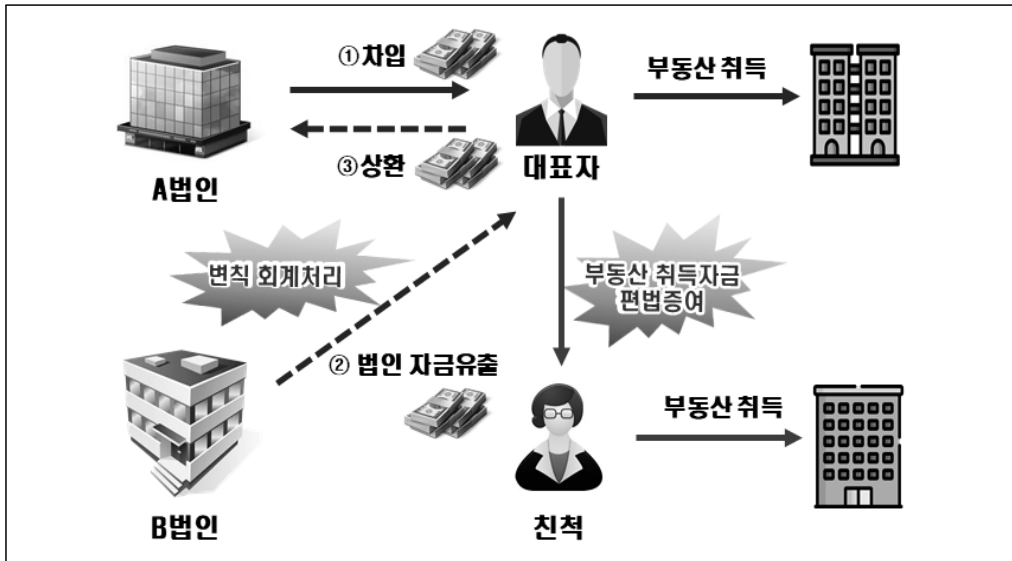 ① 차입
부동산 취득
③ 상환
대표자
A법인
변칙 회계처리
부동산 취득자금
편법증여
② 법인 자금유출
부동산 취득
B법인
친척